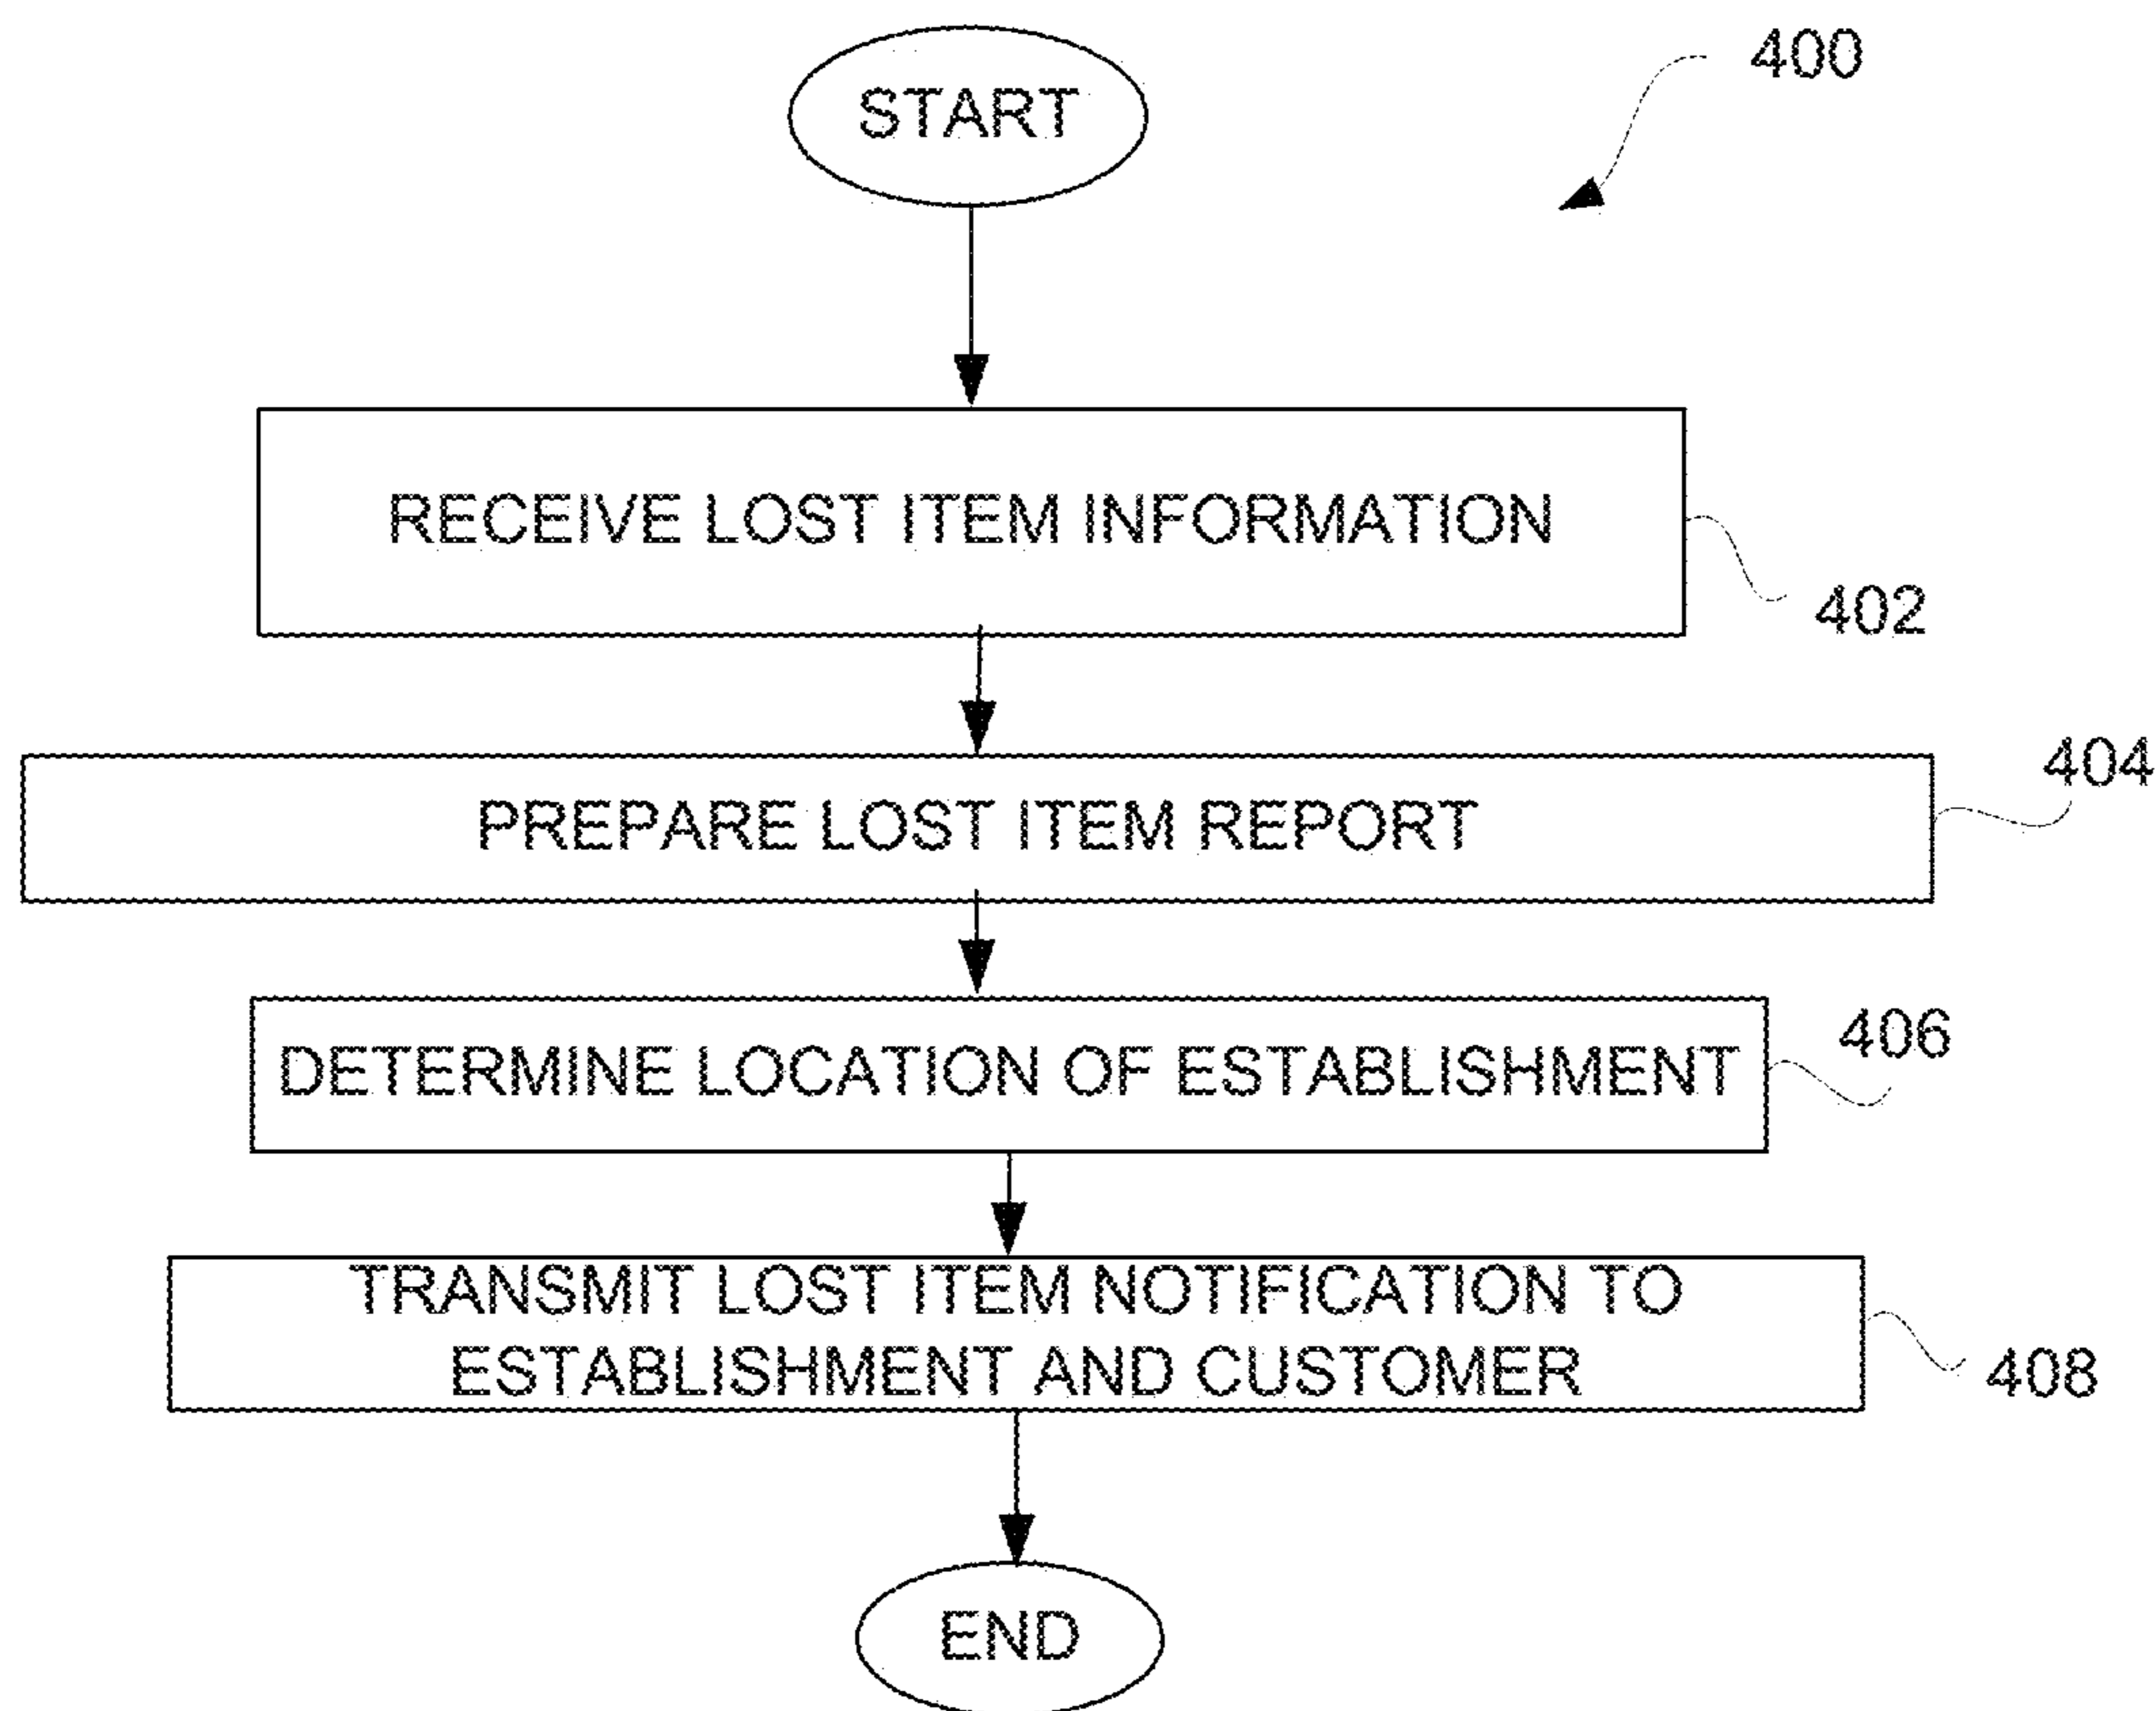 START
400
RECEIVE LOST ITEM INFORMATION
402
PREPARE LOST ITEM REPORT
404
DETERMINE LOCATION OF ESTABLISHMENT
406
TRANSMIT LOST ITEM NOTIFICATION TO
ESTABLISHMENT AND CUSTOMER
408
END